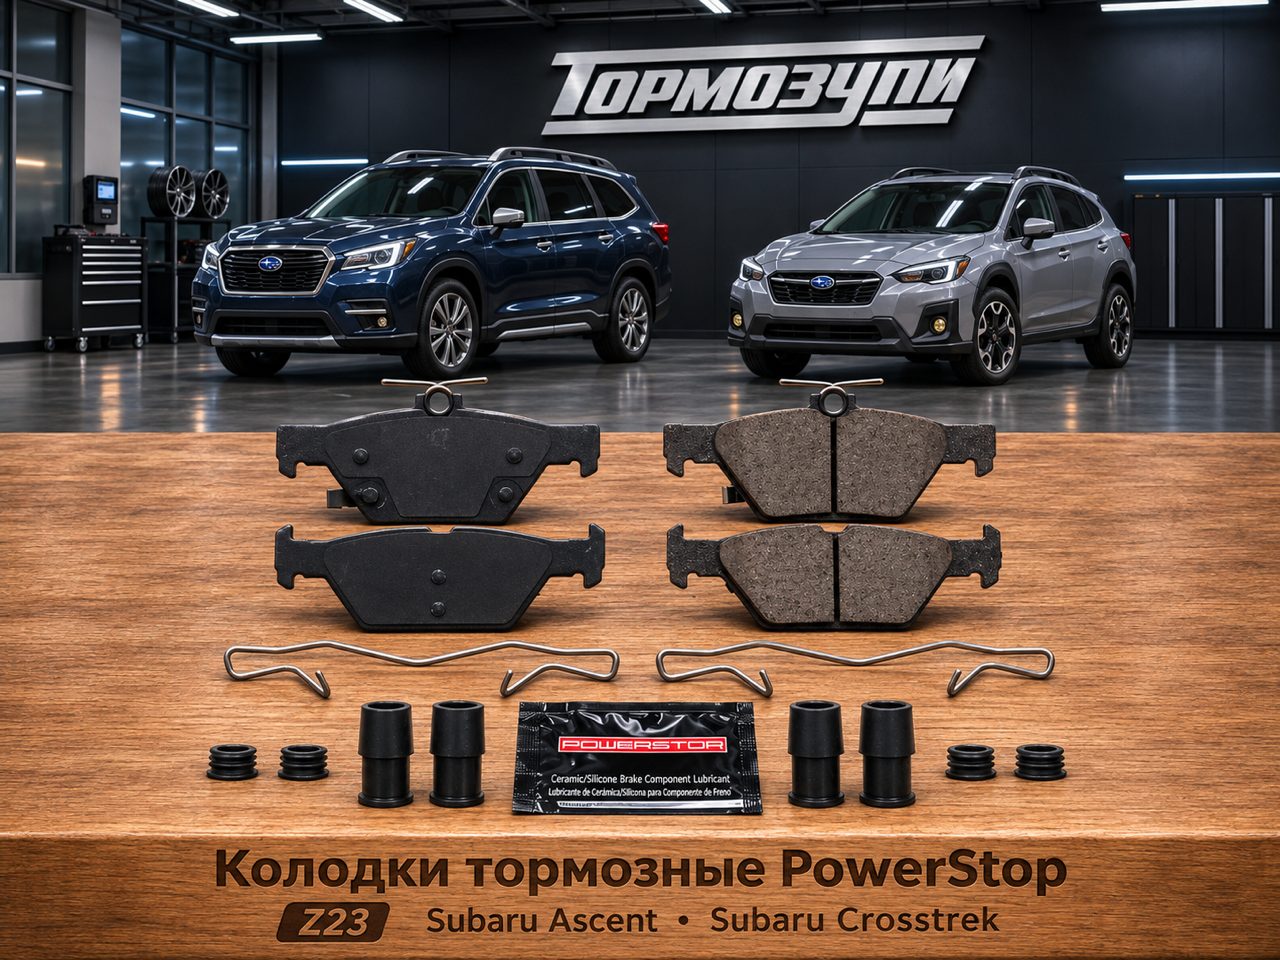 ТОРМОЗУПИ
POWERSTOR
Ceramic/Silicone Brake Component Lubricant
Lubricante de Cerámica/Silicona para Componente de Freno
Колодки тормозные PowerStop
Z23 Subaru Ascent • Subaru Crosstrek